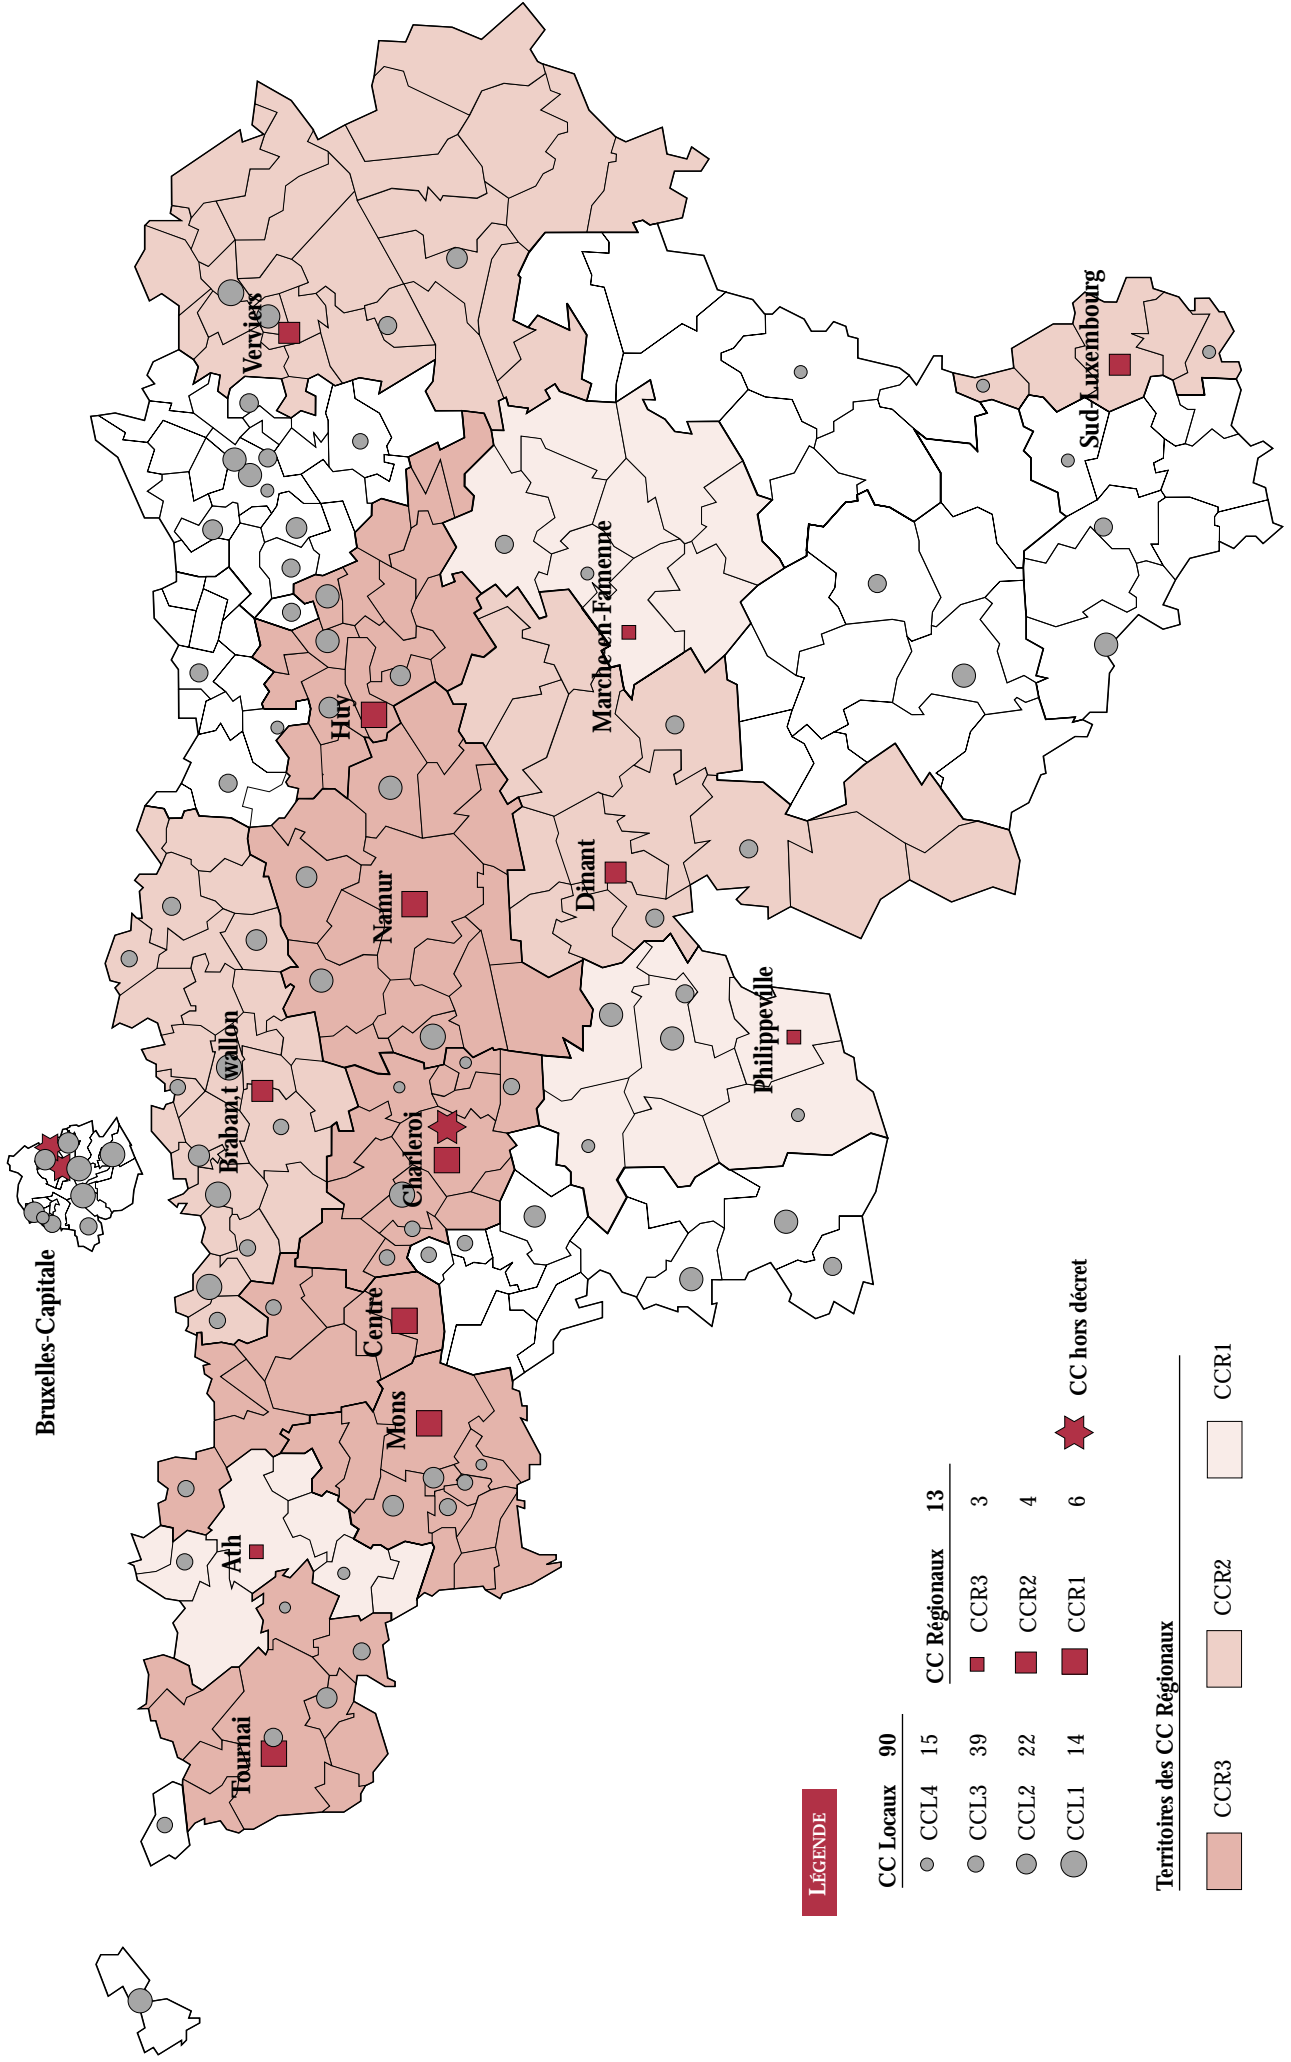 Bruxelles-Capitale
Tournai
Ath
Mons
Centre
Charleroi
Braban,t wallon
Namur
Huy
Verviers
Dinant
Philippeville
Marche-en-Famenne
Sud-Luxembourg
LÉGENDE
CC Locaux 90
CCL4 15
CCL3 39
CCL2 22
CCL1 14
CC Régionaux 13
CCR3 3
CCR2 4
CCR1 6
CC hors décret
Territoires des CC Régionaux
CCR3 CCR2 CCR1